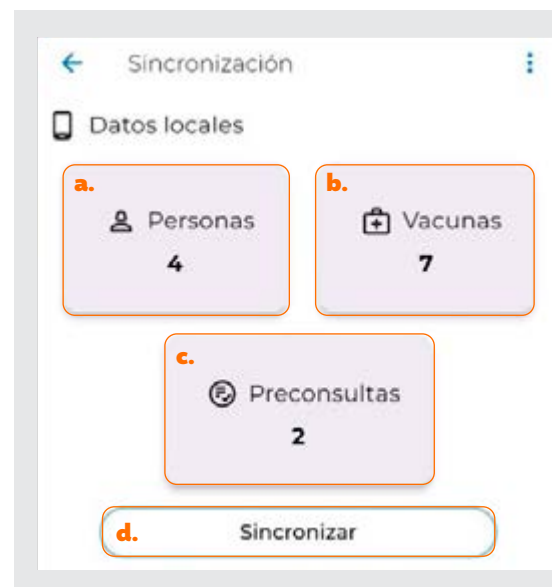 Sincronización
Datos locales
a.
Personas
4
b.
Vacunas
7
c.
Preconsultas
2
d.
Sincronizar